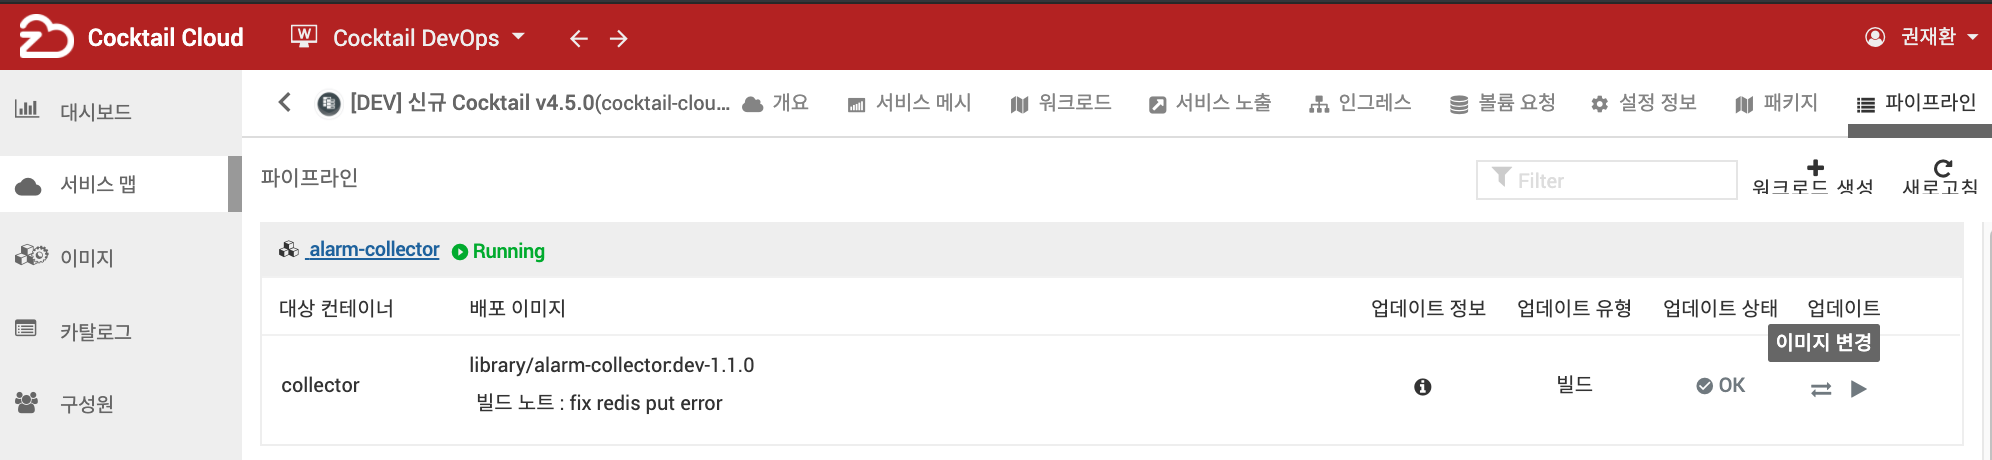 Cocktail Cloud
W
Cocktail DevOps
권재환
대시보드
서비스 맵
이미지
카탈로그
구성원
[DEV] 신규 Cocktail v4.5.0(cocktail-clou...
개요
서비스 메시
워크로드
서비스 노출
인그레스
볼륨 요청
설정 정보
패키지
파이프라인
파이프라인
Filter
워크로드 생성
새로고침
alarm-collector
Running
대상 컨테이너
배포 이미지
업데이트 정보
업데이트 유형
업데이트 상태
업데이트
이미지 변경
collector
library/alarm-collector:dev-1.1.0
빌드 노트 : fix redis put error
빌드
OK